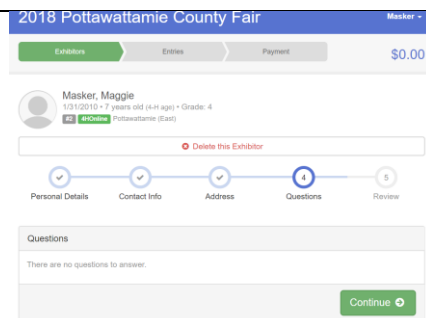 2018 Pottawattamie County Fair
Masker
Exhibitors
Entries
Payment
$0.00
Masker, Maggie
1/31/2010 • 7 years old (4-H age) • Grade: 4
#2 4HOnline Pottawattamie (East)
Delete this Exhibitor
4
5
Personal Details
Contact Info
Address
Questions
Review
Questions
There are no questions to answer.
Continue